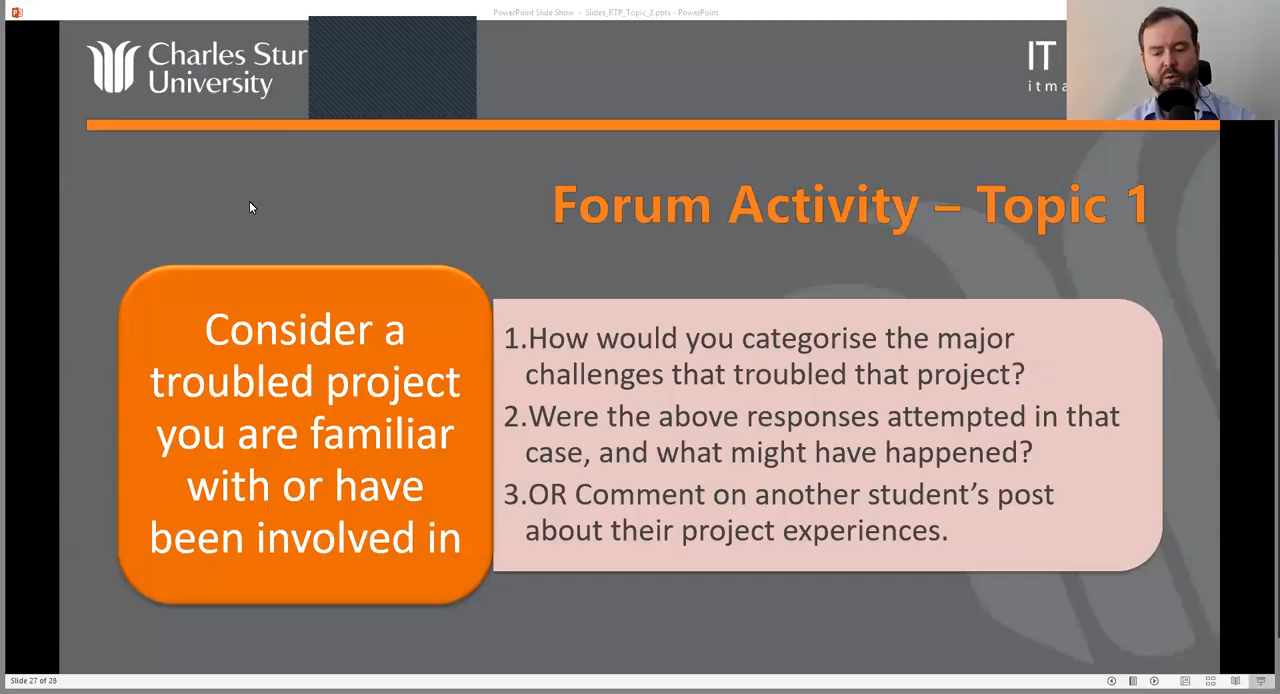 PowerPoint Slide Show - Slides_RTP_Topic_2.pptx - PowerPoint
Charles Stur
University
IT
itma
Forum Activity – Topic 1
Consider a
troubled project
you are familiar
with or have
been involved in
1.How would you categorise the major
challenges that troubled that project?
2.Were the above responses attempted in that
case, and what might have happened?
3.OR Comment on another student's post
about their project experiences.
Slide 27 of 28